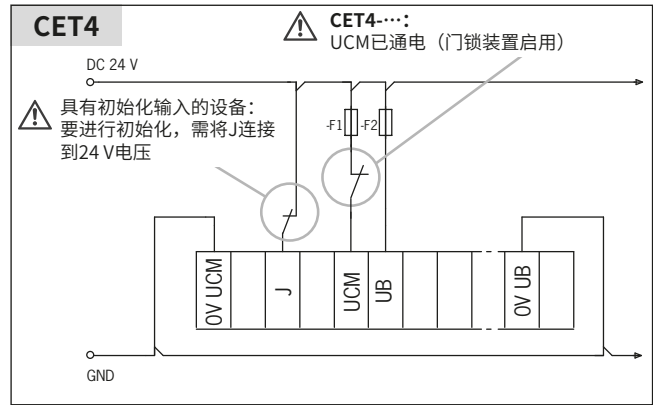 CET4
CET4-···：
UCM已通电（门锁装置启用）
DC 24 V
具有初始化输入的设备：
要进行初始化，需将J连接
到24 V电压
-F1
-F2
0V UCM
J
UCM
UB
0V UB
GND